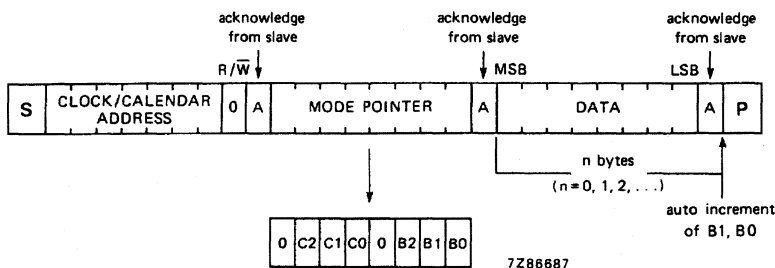 acknowledge
from slave
acknowledge
from slave
acknowledge
from slave
R/W̅
MSB
LSB
S
CLOCK/CALENDAR
ADDRESS
0
A
MODE POINTER
A
DATA
A
P
n bytes
(n=0, 1, 2, . . .)
auto increment
of B1, B0
0 C2 C1 C0 0 B2 B1 B0
7Z86687